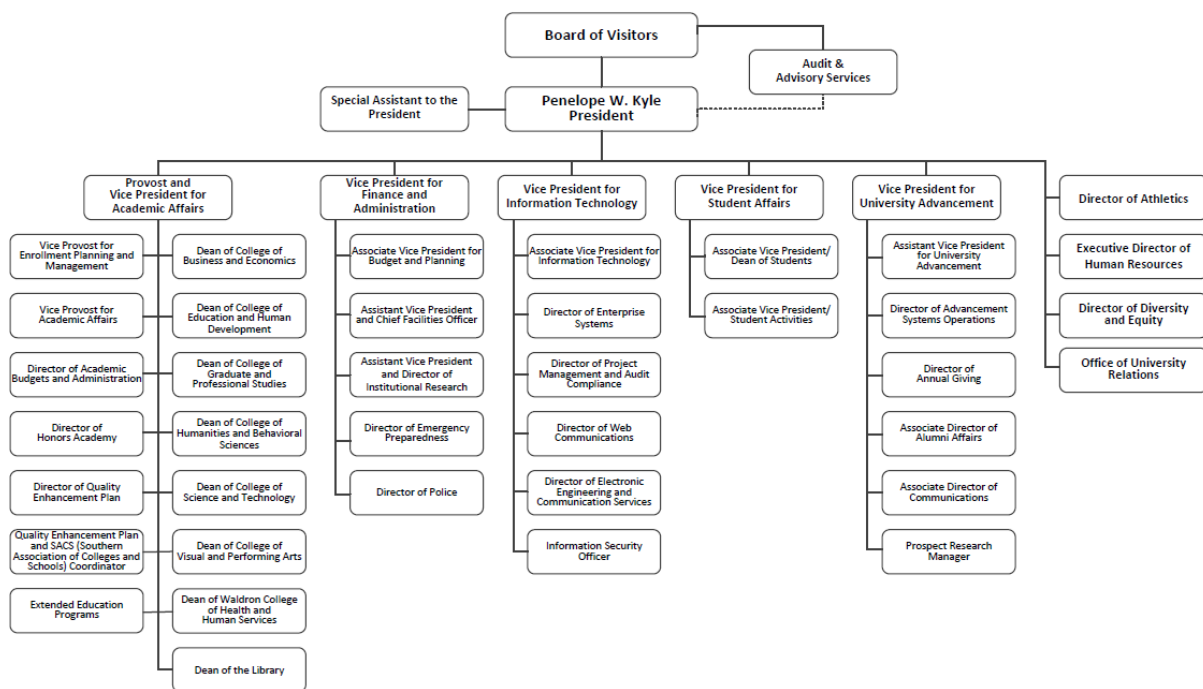 Board of Visitors
Audit &
Advisory Services
Special Assistant to the
President
Penelope W. Kyle
President
Provost and
Vice President for
Academic Affairs
Vice President for
Finance and
Administration
Vice President for
Information Technology
Vice President for
Student Affairs
Vice President for
University Advancement
Director of Athletics
Executive Director of
Human Resources
Director of Diversity
and Equity
Office of University
Relations
Vice Provost for
Enrollment Planning and
Management
Vice Provost for
Academic Affairs
Director of Academic
Budgets and Administration
Director of
Honors Academy
Director of Quality
Enhancement Plan
Quality Enhancement Plan
and SACS (Southern
Association of Colleges and
Schools) Coordinator
Extended Education
Programs
Dean of College of
Business and Economics
Dean of College of
Education and Human
Development
Dean of College of
Graduate and
Professional Studies
Dean of College of
Humanities and Behavioral
Sciences
Dean of College of
Science and Technology
Dean of College of
Visual and Performing Arts
Dean of Waldron College
of Health and
Human Services
Dean of the Library
Associate Vice President for
Budget and Planning
Assistant Vice President
and Chief Facilities Officer
Assistant Vice President
and Director of
Institutional Research
Director of Emergency
Preparedness
Director of Police
Associate Vice President for
Information Technology
Director of Enterprise
Systems
Director of Project
Management and Audit
Compliance
Director of Web
Communications
Director of Electronic
Engineering and
Communication Services
Information Security
Officer
Associate Vice President/
Dean of Students
Associate Vice President/
Student Activities
Assistant Vice President
for University
Advancement
Director of Advancement
Systems Operations
Director of
Annual Giving
Associate Director of
Alumni Affairs
Associate Director of
Communications
Prospect Research
Manager